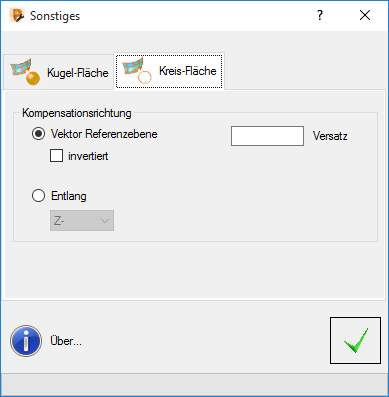 Sonstiges
?
Kugel-Fläche
Kreis-Fläche
Kompensationsrichtung
Vektor Referenzebene
Versatz
invertiert
Entlang
Z-
Über...